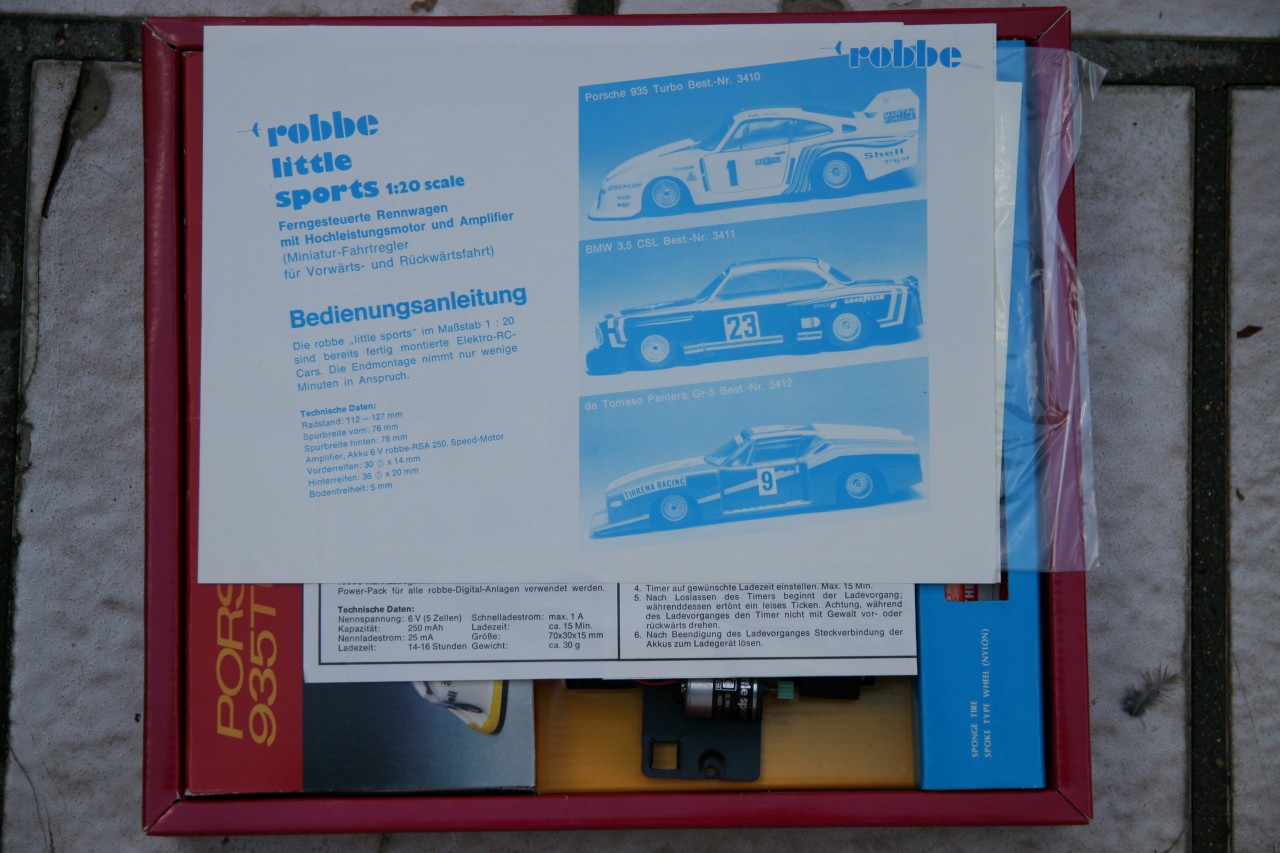 robbe
robbe
little
sports 1:20 scale
Ferngesteuerte Rennwagen
mit Hochleistungsmotor und Amplifier
(Miniatur-Fahrtregler
für Vorwärts- und Rückwärtsfahrt)
Bedienungsanleitung
Die robbe „little sports“ im Maßstab 1 : 20
sind bereits fertig montierte Elektro-RC-
Cars. Die Endmontage nimmt nur wenige
Minuten in Anspruch.
Technische Daten:
Radstand: 112 – 127 mm
Spurbreite vorn: 76 mm
Spurbreite hinten: 78 mm
Amplifier, Akku 6 V robbe-RSA 250, Speed-Motor
Vorderreifen: 30 ∅ x 14 mm
Hinterreifen: 36 ∅ x 20 mm
Bodenfreiheit: 5 mm
Porsche 935 Turbo Best.-Nr. 3410
MARTINI
1
Shell
DUNLOP
BMW 3,5 CSL Best.-Nr. 3411
23
GOODYEAR
de Tomaso Pantera Gr-5 Best.-Nr. 3412
TIRRENA RACING
9
Power-Pack für alle robbe-Digital-Anlagen verwendet werden.
Technische Daten:
Nennspannung: 6 V (5 Zellen) Schnelladestrom: max. 1 A
Kapazität: 250 mAh Ladezeit: ca. 15 Min.
Nennladestrom: 25 mA Größe: 70x30x15 mm
Ladezeit: 14-16 Stunden Gewicht: ca. 30 g
4. Timer auf gewünschte Ladezeit einstellen. Max. 15 Min.
5. Nach Loslassen des Timers beginnt der Ladevorgang;
währenddessen ertönt ein leises Ticken. Achtung, während
des Ladevorganges den Timer nicht mit Gewalt vor- oder
rückwärts drehen.
6. Nach Beendigung des Ladevorganges Steckverbindung der
Akkus zum Ladegerät lösen.
PORS
935T
SPONGE TIRE
SPOKE TYPE WHEEL (NYLON)